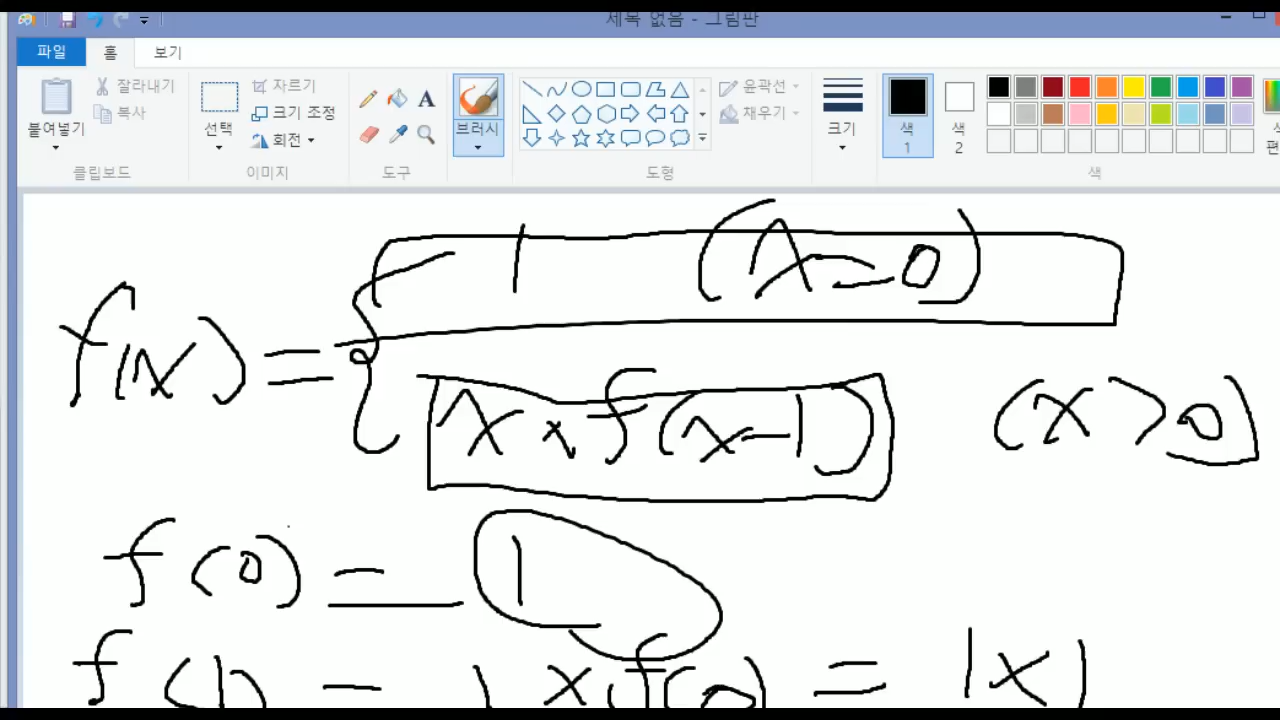 제목 없음 - 그림판
파일 홈 보기
붙여넣기 잘라내기 복사 클립보드
선택 자르기 크기 조정 회전 이미지
A 도구
브러시
윤곽선 채우기 도형
크기
색 1 색 2 색
f(x) = { 1 (x=0)
x × f(x-1) (x>0)
f(0) = 1
f(1) = 1 x f(0) = 1x1